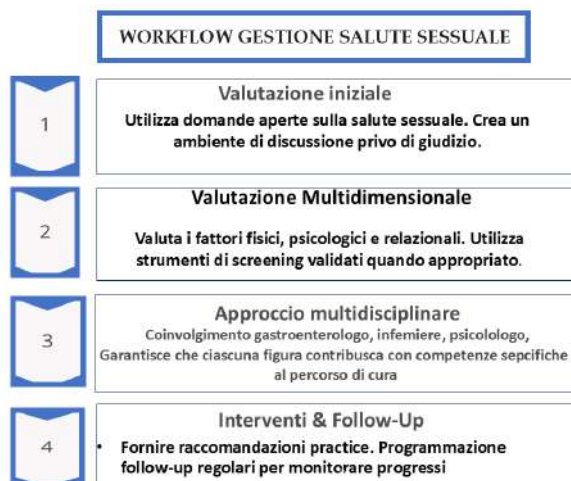 WORKFLOW GESTIONE SALUTE SESSUALE
1
Valutazione iniziale
Utilizza domande aperte sulla salute sessuale. Crea un
ambiente di discussione privo di giudizio.
2
Valutazione Multidimensionale
Valuta i fattori fisici, psicologici e relazionali. Utilizza
strumenti di screening validati quando appropriato.
3
Approccio multidisciplinare
Coinvolgimento gastroenterologo, infemiere, psicolologo,
Garantisce che ciascuna figura contribusca con competenze sepcifiche
al percorso di cura
4
Interventi & Follow-Up
• Fornire raccomandazioni practice. Programmazione
follow-up regolari per monitorare progressi